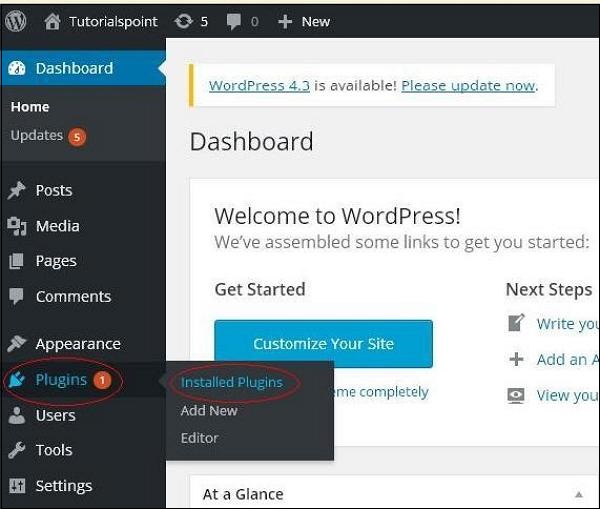 Tutorialspoint 5 0 + New
Dashboard
Home
Updates 5
Posts
Media
Pages
Comments
Appearance
Plugins 1
Users
Tools
Settings
Installed Plugins
Add New
Editor
WordPress 4.3 is available! Please update now.
Dashboard
Welcome to WordPress!
We've assembled some links to get you started:
Get Started
Customize Your Site
eme completely
Next Steps
Write you
Add an A
View you
At a Glance